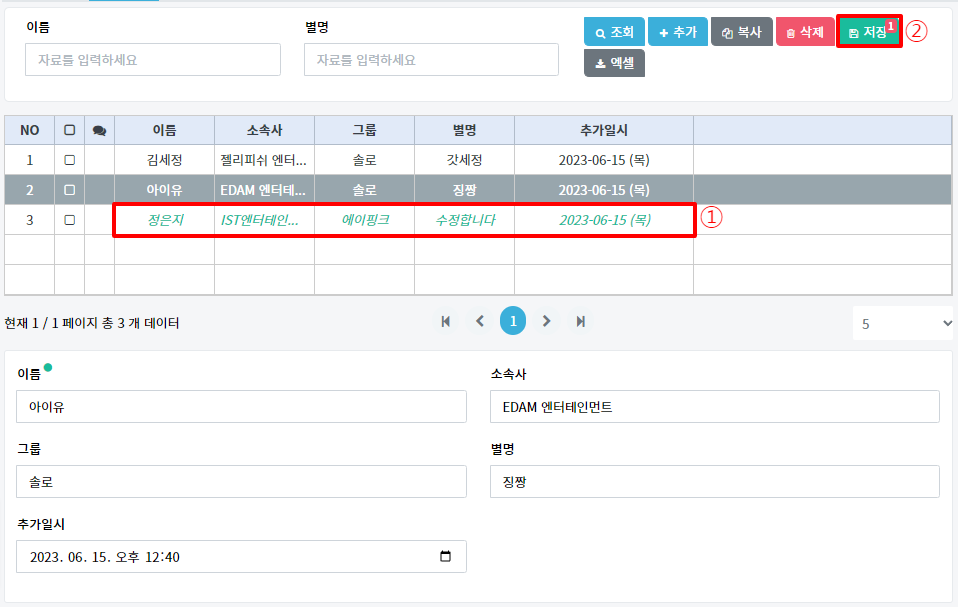 이름 별명
자료를 입력하세요 자료를 입력하세요
조회 추가 복사 삭제 저장 1 ②
엑셀
NO 이름 소속사 그룹 별명 추가일시
1 김세정 젤리피쉬 엔터... 솔로 갓세정 2023-06-15 (목)
2 아이유 EDAM 엔터테... 솔로 징짱 2023-06-15 (목)
3 정은지 IST엔터테인... 에이핑크 수정합니다 2023-06-15 (목) ①
현재 1 / 1 페이지 총 3 개 데이터 1 5
이름 소속사
아이유 EDAM 엔터테인먼트
그룹 별명
솔로 징짱
추가일시
2023. 06. 15. 오후 12:40